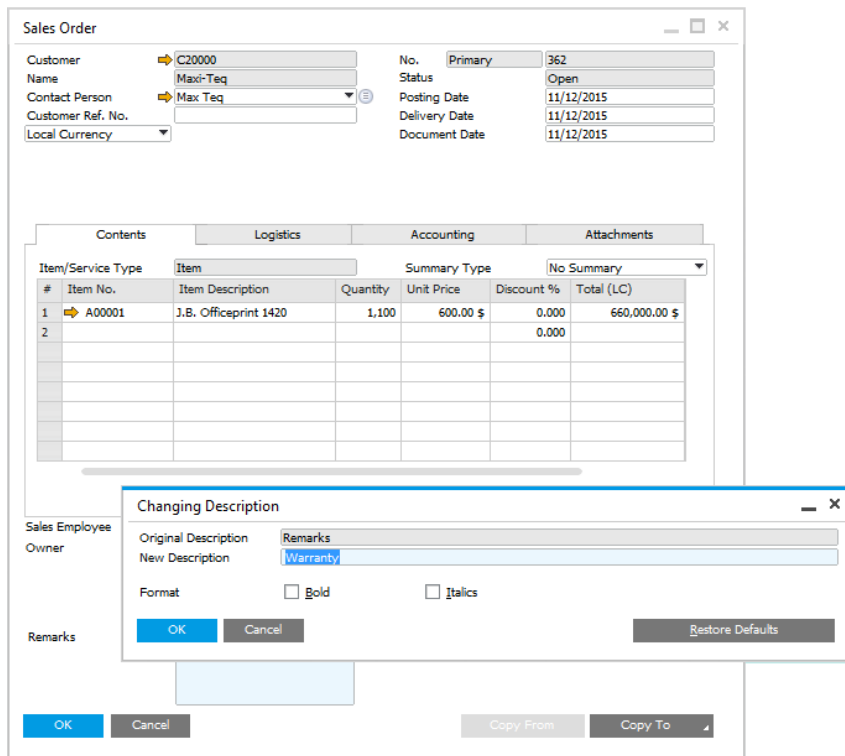 Sales Order
Customer C20000 No. Primary 362
Name Maxi-Teq Status Open
Contact Person Max Teq Posting Date 11/12/2015
Customer Ref. No. Delivery Date 11/12/2015
Local Currency Document Date 11/12/2015
Contents Logistics Accounting Attachments
Item/Service Type Item Summary Type No Summary
# Item No. Item Description Quantity Unit Price Discount % Total (LC)
1 A00001 J.B. Officeprint 1420 1,100 600.00 $ 0.000 660,000.00 $
2 0.000
Changing Description
Sales Employee
Original Description Remarks
Owner
New Description Warranty
Format Bold Italics
OK Cancel Restore Defaults
Remarks
OK Cancel Copy From Copy To